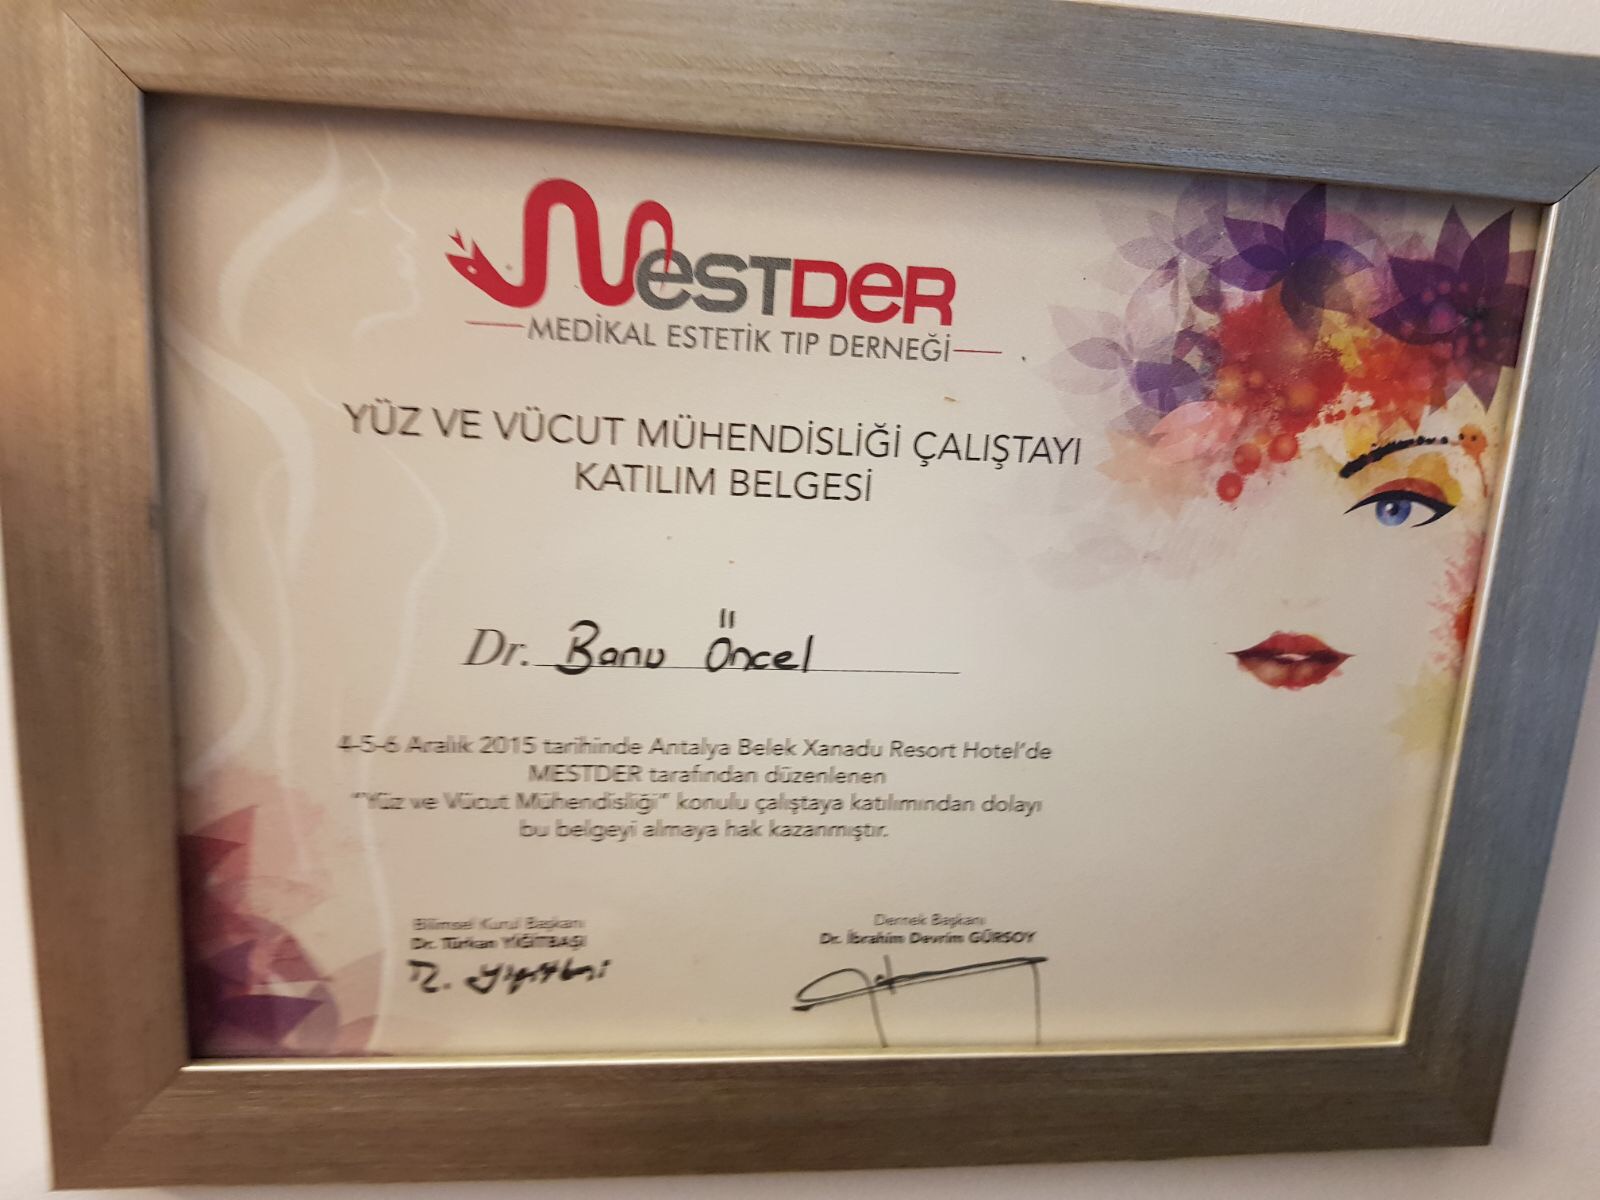 MESTDER
MEDİKAL ESTETİK TIP DERNEĞİ
YÜZ VE VÜCUT MÜHENDİSLİĞİ ÇALIŞTAYI
KATILIM BELGESİ
Dr. Banu Öncel
4-5-6 Aralık 2015 tarihinde Antalya Belek Xanadu Resort Hotel'de
MESTDER tarafından düzenlenen
"Yüz ve Vücut Mühendisliği" konulu çalıştaya katılımından dolayı
bu belgeyi almaya hak kazanmıştır.
Bilimsel Kurul Başkanı
Dr. Türkan YİĞİTBAŞI
Dernek Başkanı
Dr. İbrahim Devrim GÜRSOY